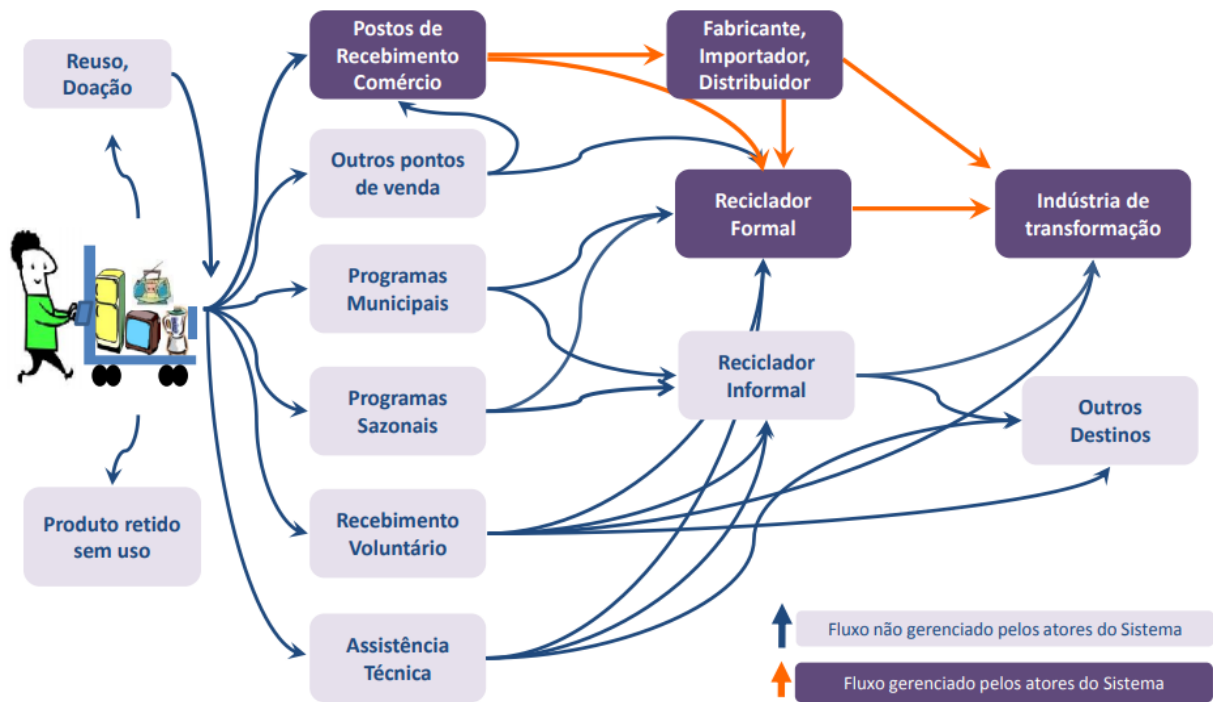 Reuso,
Doação
Produto retido
sem uso
Postos de
Recebimento
Comércio
Outros pontos
de venda
Programas
Municipais
Programas
Sazonais
Recebimento
Voluntário
Assistência
Técnica
Fabricante,
Importador,
Distribuidor
Reciclador
Formal
Reciclador
Informal
Indústria de
transformação
Outros
Destinos
Fluxo não gerenciado pelos atores do Sistema
Fluxo gerenciado pelos atores do Sistema